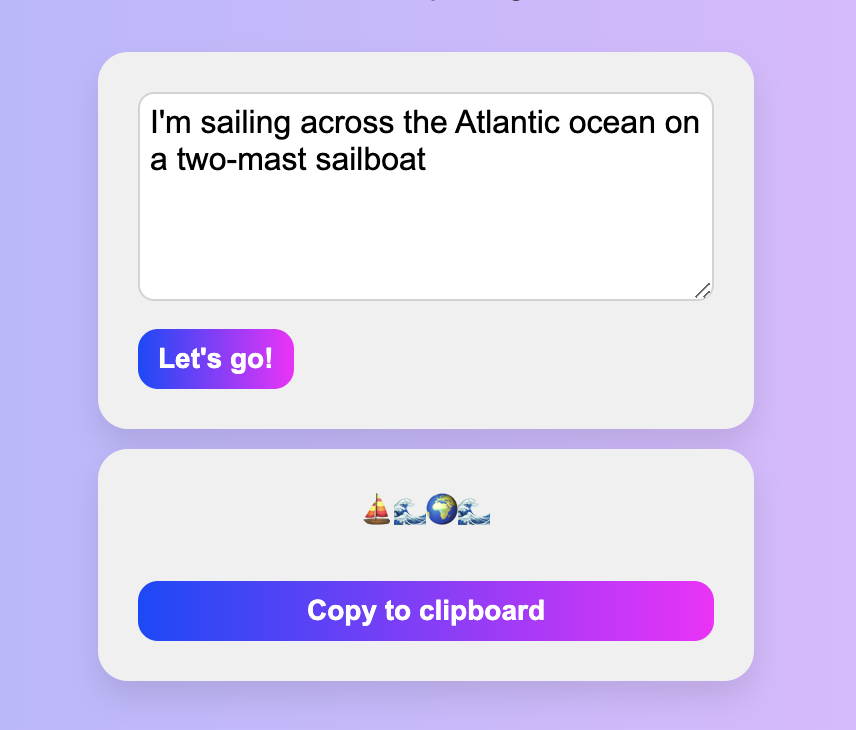 I'm sailing across the Atlantic ocean on
a two-mast sailboat
Let's go!
⛵🌊🌍🌊
Copy to clipboard